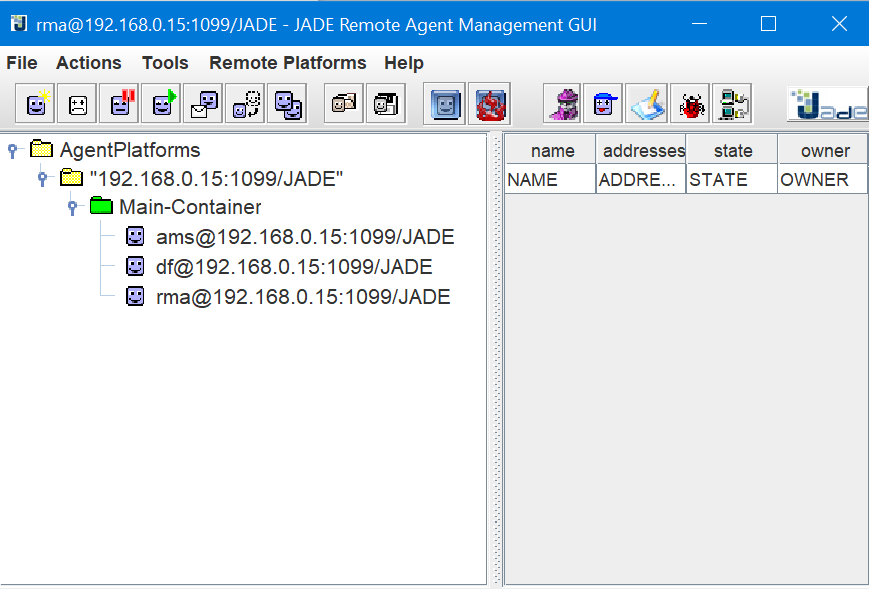 rma@192.168.0.15:1099/JADE - JADE Remote Agent Management GUI
File Actions Tools Remote Platforms Help
Jade
AgentPlatforms
"192.168.0.15:1099/JADE"
Main-Container
ams@192.168.0.15:1099/JADE
df@192.168.0.15:1099/JADE
rma@192.168.0.15:1099/JADE
name addresses state owner
NAME ADDRE... STATE OWNER